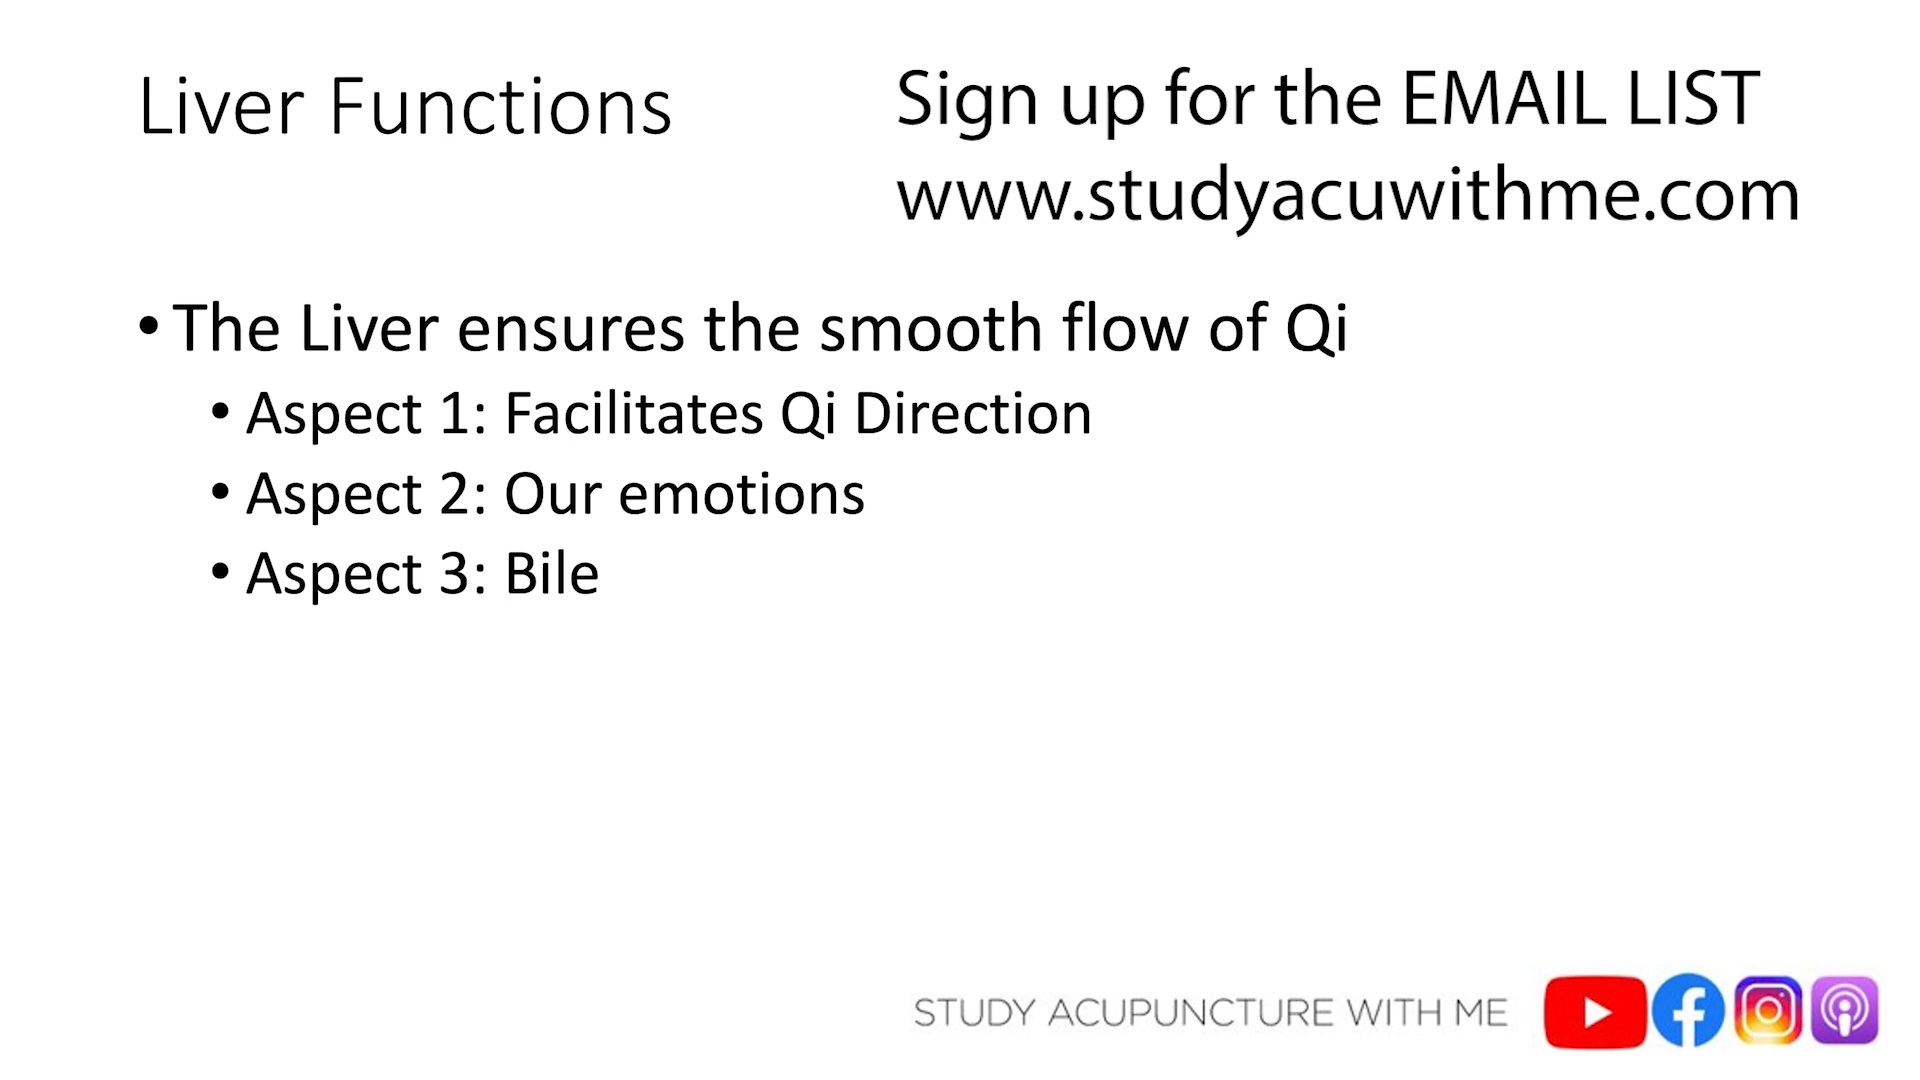 Liver Functions
Sign up for the EMAIL LIST
www.studyacuwithme.com
• The Liver ensures the smooth flow of Qi
• Aspect 1: Facilitates Qi Direction
• Aspect 2: Our emotions
• Aspect 3: Bile
STUDY ACUPUNCTURE WITH ME